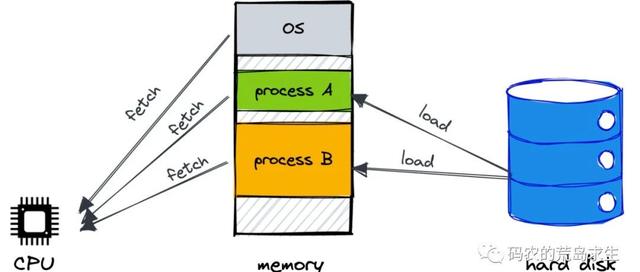 OS
fetch
process A
fetch
load
process B
fetch
load
CPU
memory
hard disk
码农的荒岛求生